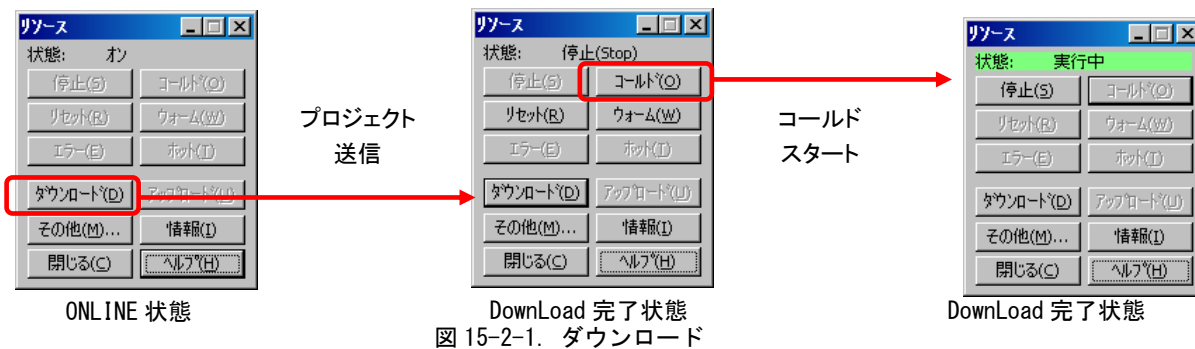 リソース
状態: オン
停止(S) コールド(O)
リセット(R) ウォーム(W)
エラー(E) ホット(T)
ダウンロード(D) アップロード(U)
その他(M)... 情報(I)
閉じる(C) ヘルプ(H)
ONLINE 状態
プロジェクト
送信
リソース
状態: 停止(Stop)
停止(S) コールド(O)
リセット(R) ウォーム(W)
エラー(E) ホット(T)
ダウンロード(D) アップロード(U)
その他(M)... 情報(I)
閉じる(C) ヘルプ(H)
DownLoad 完了状態
コールド
スタート
リソース
状態: 実行中
停止(S) コールド(O)
リセット(R) ウォーム(W)
エラー(E) ホット(T)
ダウンロード(D) アップロード(U)
その他(M)... 情報(I)
閉じる(C) ヘルプ(H)
DownLoad 完了状態
図 15-2-1. ダウンロード